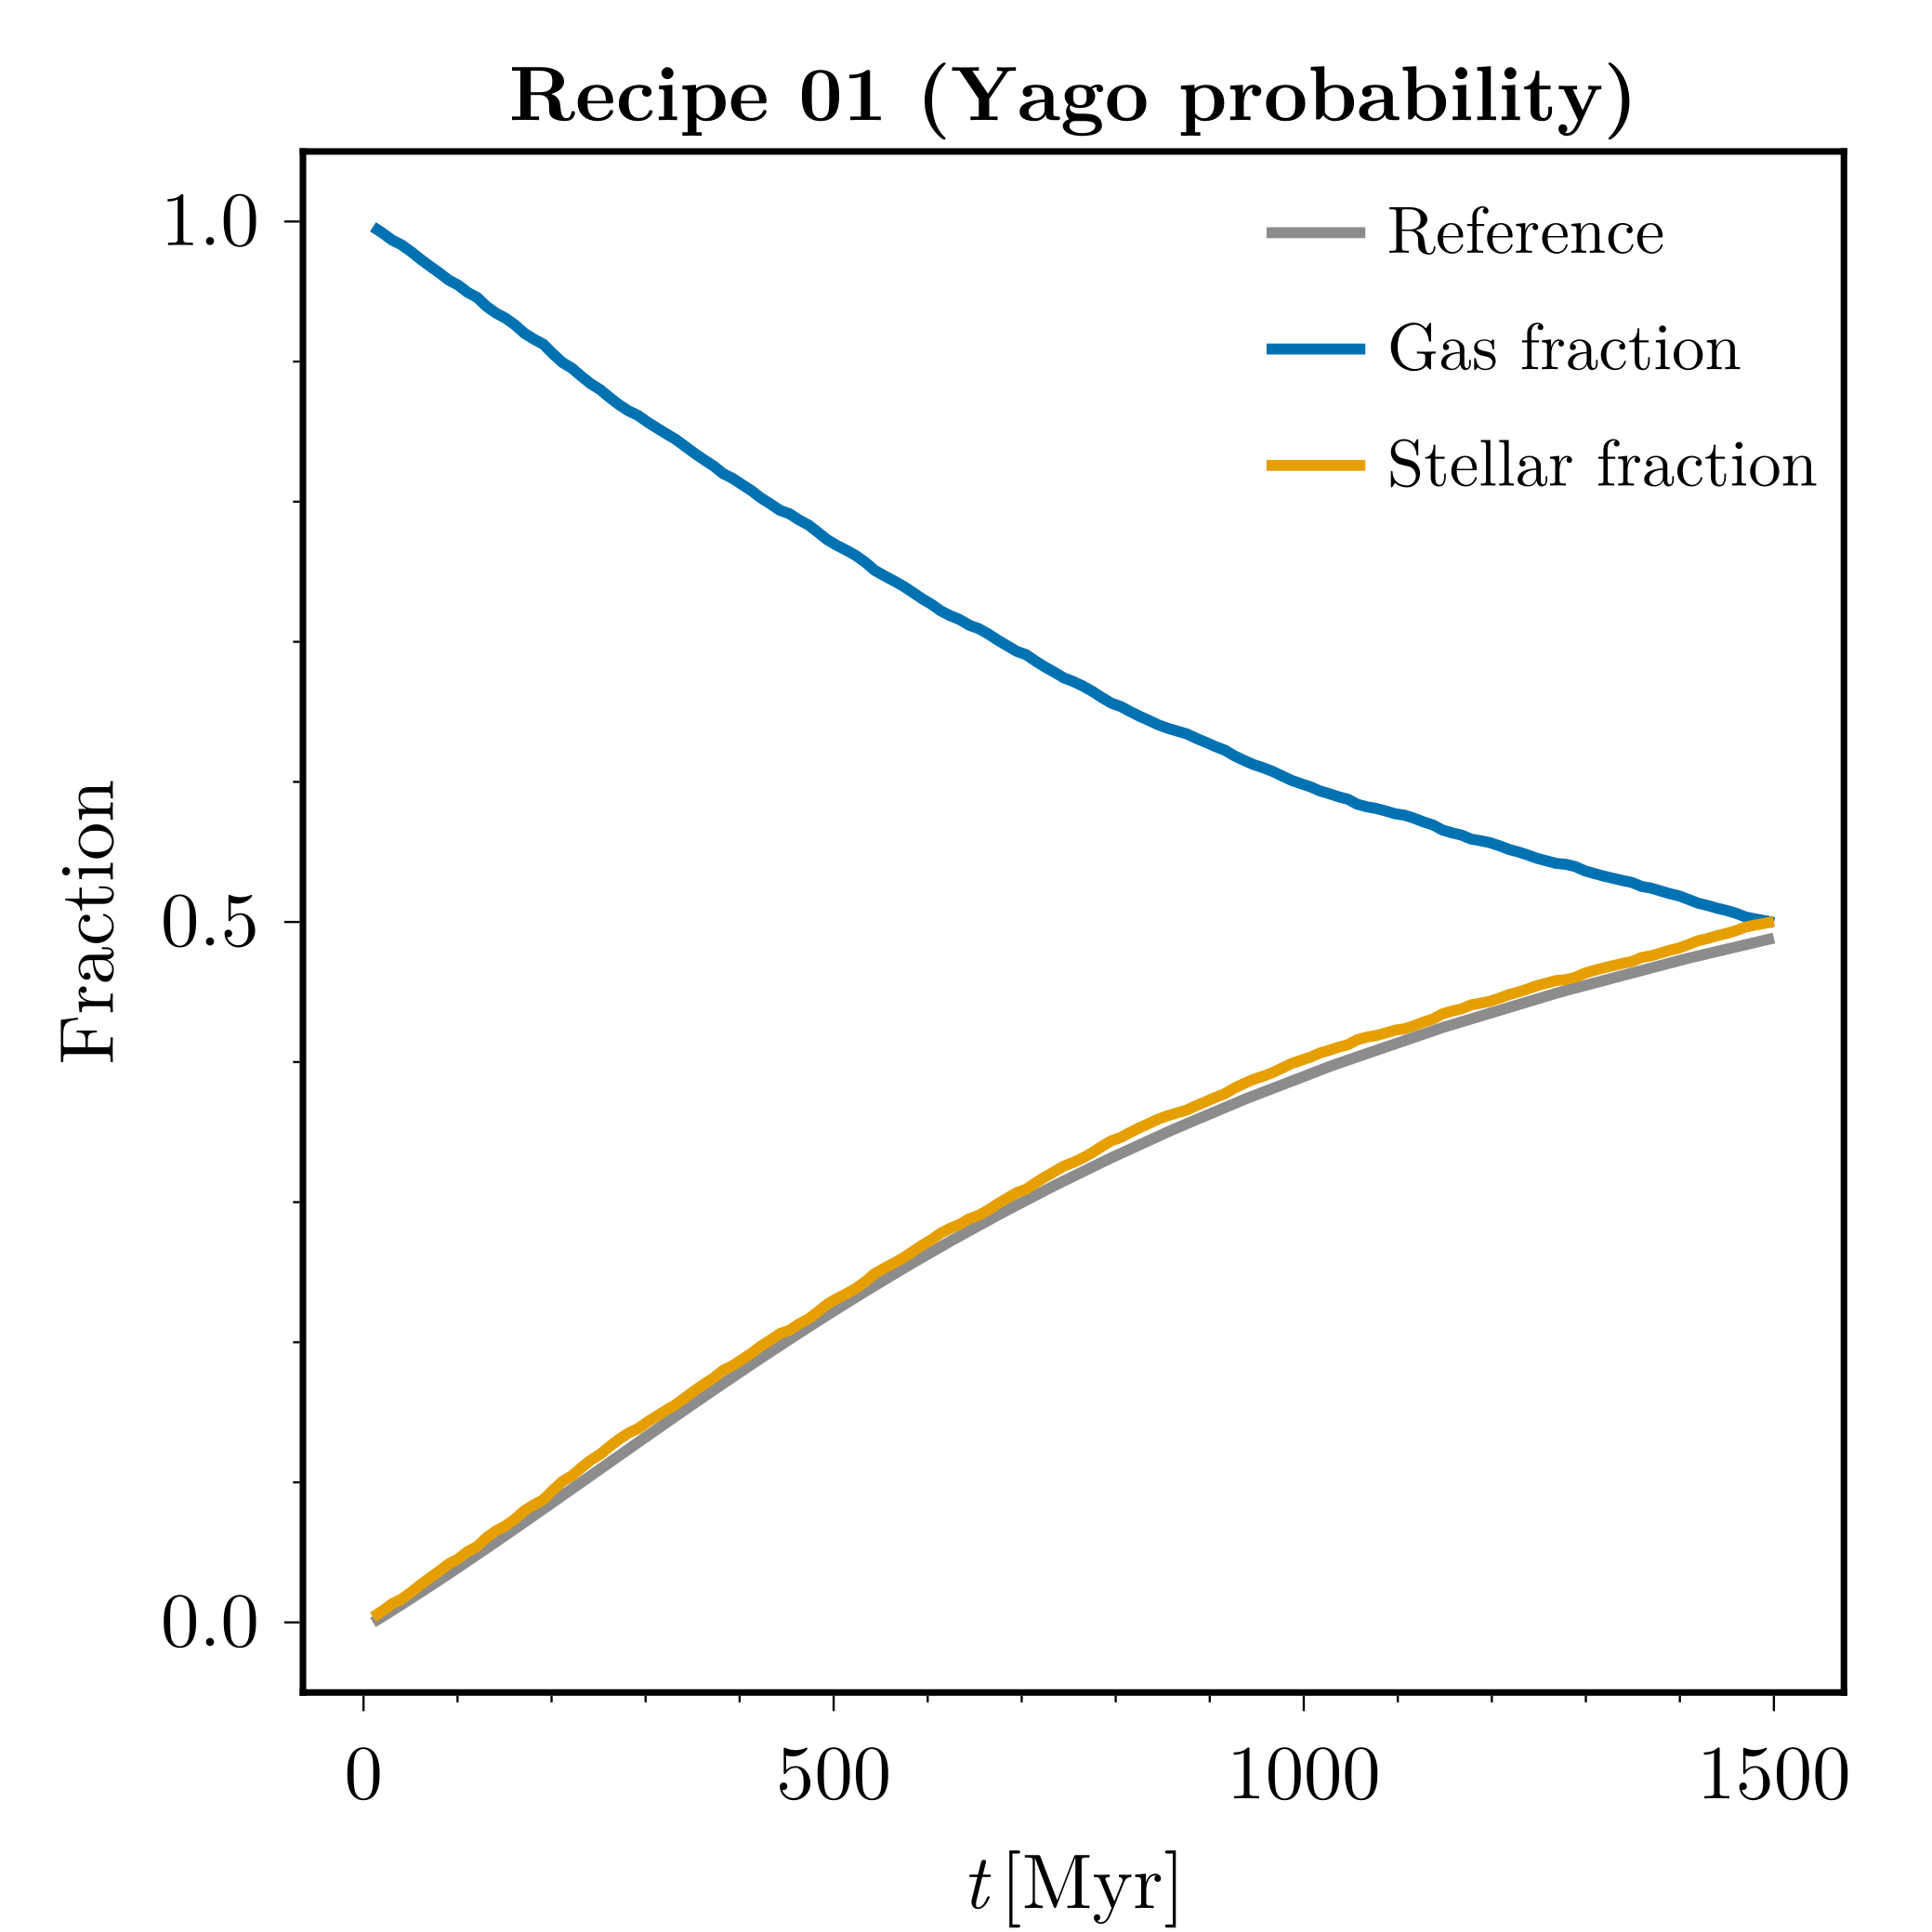 Recipe 01 (Yago probability)
Reference
Gas fraction
Stellar fraction
Fraction
1.0
0.5
0.0
0
500
1000
1500
t [Myr]